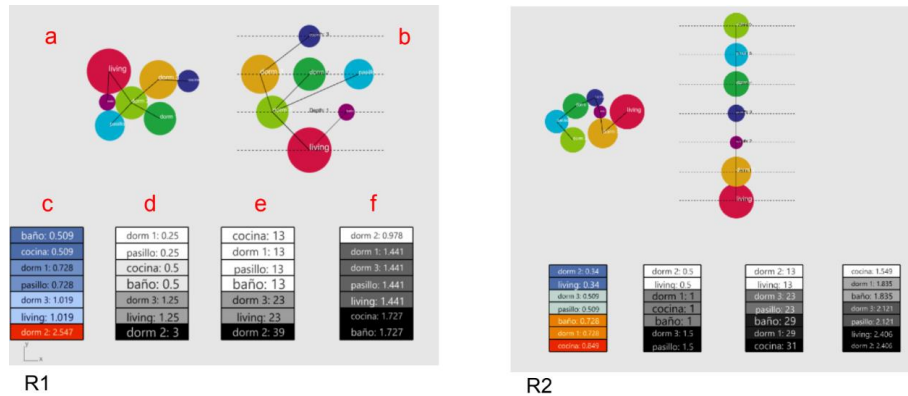 a
b
living
dorm 3
dorm
living
Depth: 1
living
living
c
d
e
f
baño: 0.509
cocina: 0.509
dorm 1: 0.728
pasillo: 0.728
dorm 3: 1.019
living: 1.019
dorm 2: 2.547
dorm 1: 0.25
pasillo: 0.25
cocina: 0.5
baño: 0.5
dorm 3: 1.25
living: 1.25
dorm 2: 3
cocina: 13
dorm 1: 13
pasillo: 13
baño: 13
dorm 3: 23
living: 23
dorm 2: 39
dorm 2: 0.978
dorm 1: 1.441
dorm 3: 1.441
pasillo: 1.441
living: 1.441
cocina: 1.727
baño: 1.727
R1
dorm 2: 0.34
living: 0.34
dorm 3: 0.509
pasillo: 0.509
baño: 0.728
dorm 1: 0.728
cocina: 0.849
dorm 2: 0.5
living: 0.5
dorm 1: 1
cocina: 1
baño: 1
dorm 3: 1.5
pasillo: 1.5
dorm 2: 13
living: 13
dorm 3: 23
pasillo: 23
baño: 29
dorm 1: 29
cocina: 31
cocina: 1.549
dorm 1: 1.835
baño: 1.835
dorm 3: 2.121
pasillo: 2.121
living: 2.406
dorm 2: 2.406
R2